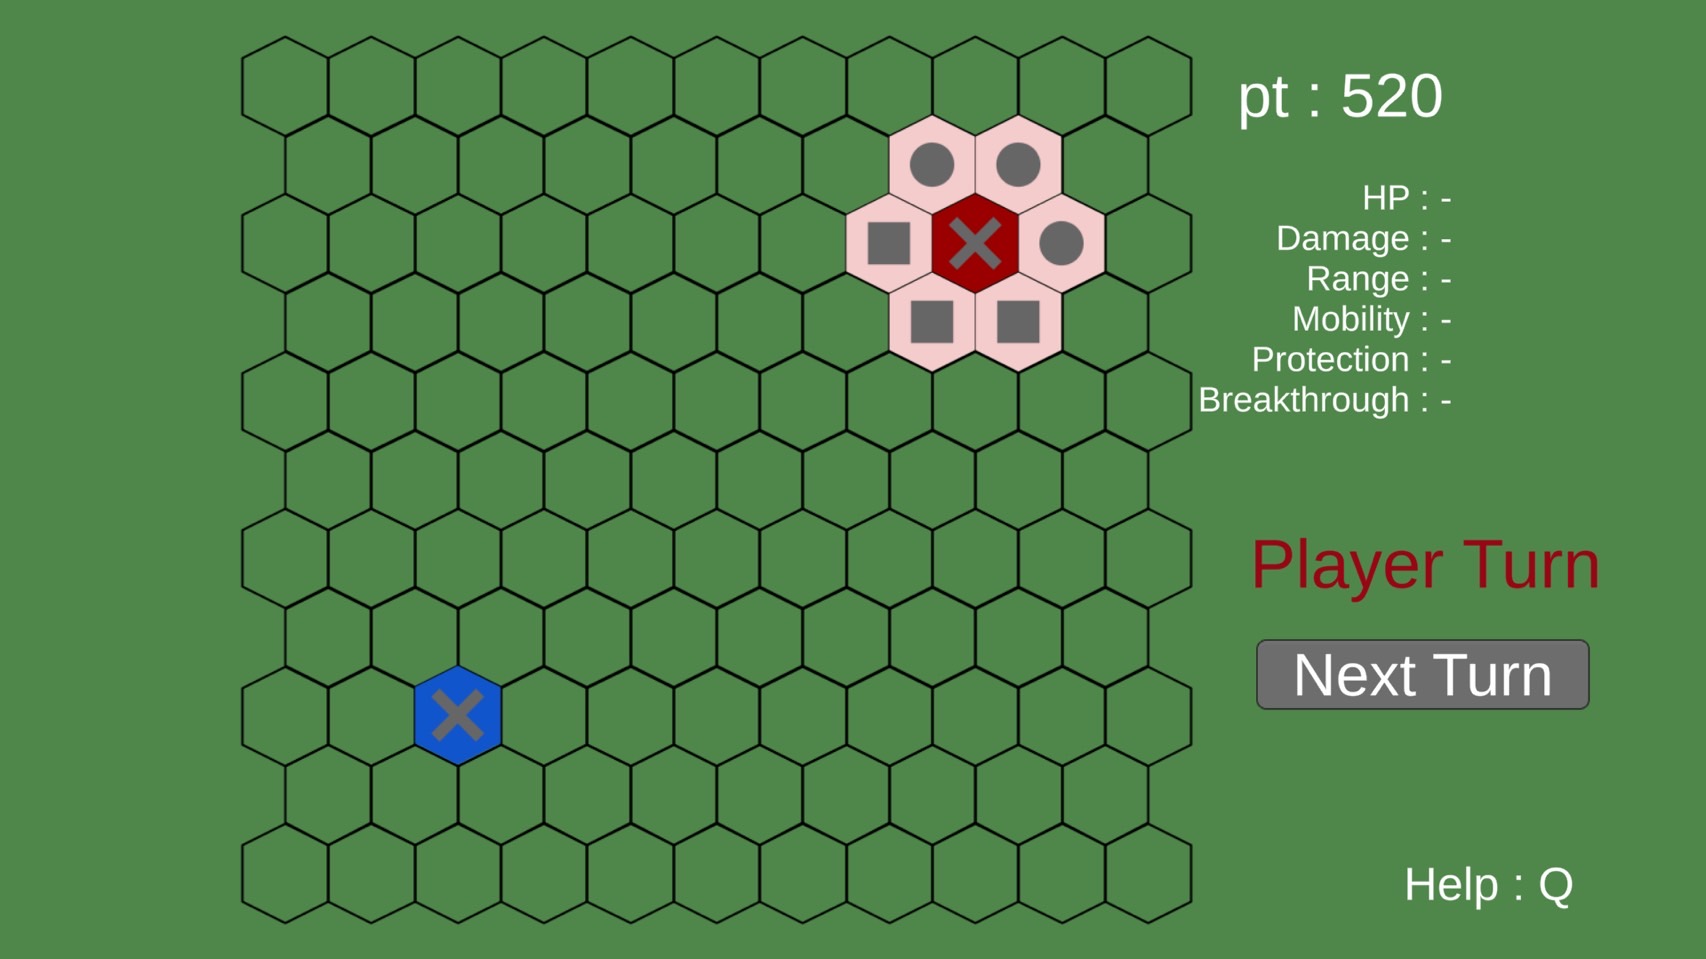 pt : 520
HP : -
Damage : -
Range : -
Mobility : -
Protection : -
Breakthrough : -
Player Turn
Next Turn
Help : Q